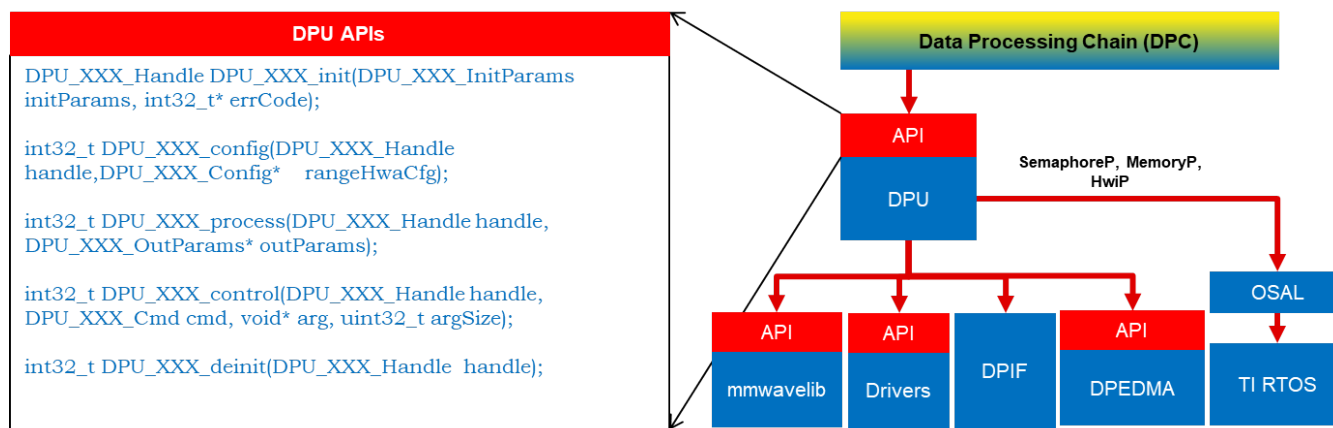 DPU APIs
DPU_XXX_Handle DPU_XXX_init(DPU_XXX_InitParams
initParams, int32_t* errCode);
int32_t DPU_XXX_config(DPU_XXX_Handle
handle,DPU_XXX_Config* rangeHwaCfg);
int32_t DPU_XXX_process(DPU_XXX_Handle handle,
DPU_XXX_OutParams* outParams);
int32_t DPU_XXX_control(DPU_XXX_Handle handle,
DPU_XXX_Cmd cmd, void* arg, uint32_t argSize);
int32_t DPU_XXX_deinit(DPU_XXX_Handle handle);
Data Processing Chain (DPC)
API
DPU
SemaphoreP, MemoryP,
HwiP
OSAL
TI RTOS
API
mmwavelib
API
Drivers
DPIF
API
DPEDMA